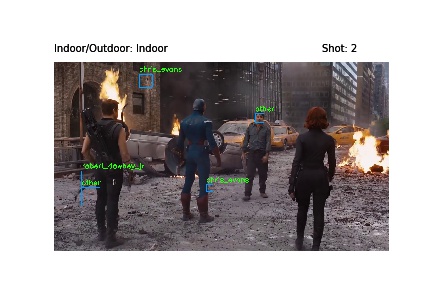 Indoor/Outdoor: Indoor
Shot: 2
chris_evans
other
robert_downey_jr
other
chris_evans